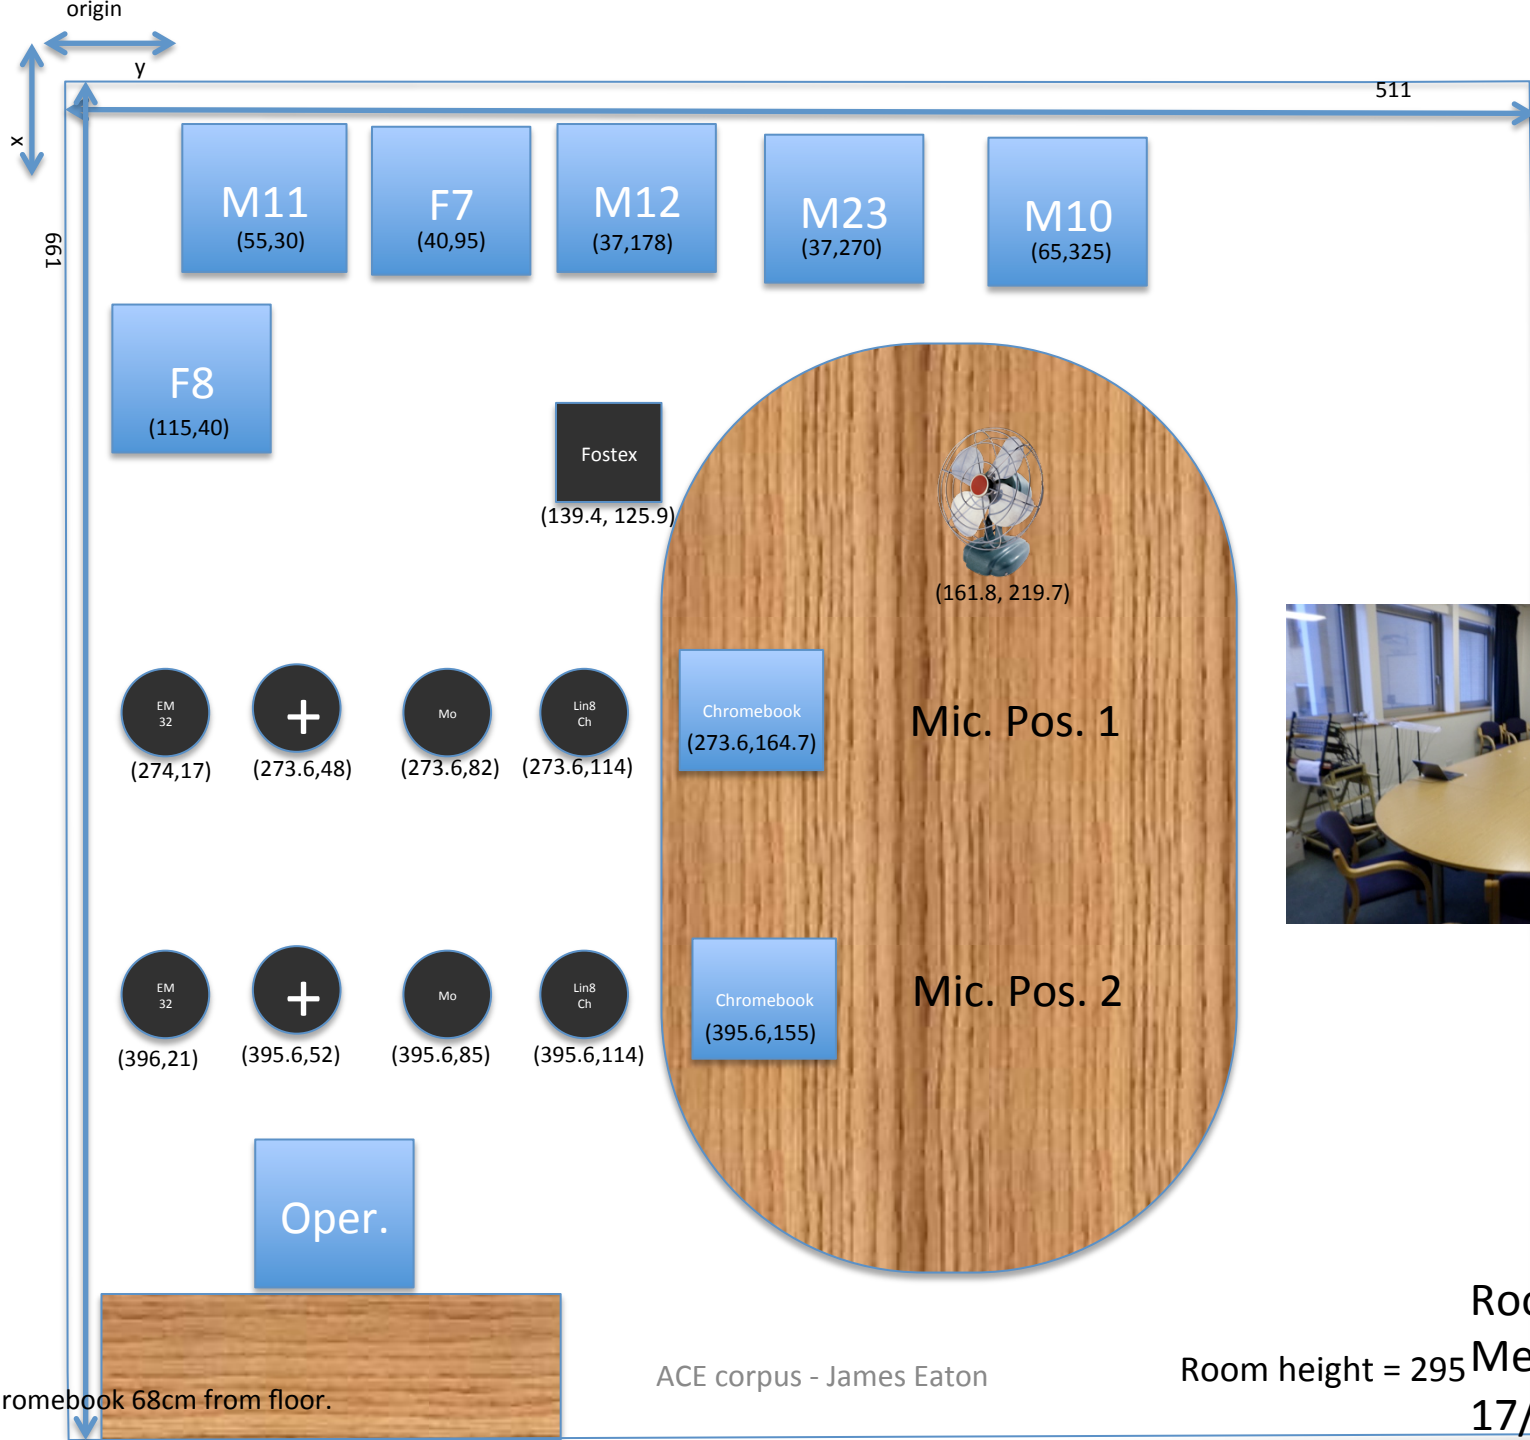 origin
y
x
511
661
M11
(55,30)
F7
(40,95)
M12
(37,178)
M23
(37,270)
M10
(65,325)
F8
(115,40)
Fostex
(139.4, 125.9)
(161.8, 219.7)
EM
32
(274,17)
+
(273.6,48)
Mo
(273.6,82)
Lin8
Ch
(273.6,114)
Chromebook
(273.6,164.7)
Mic. Pos. 1
EM
32
(396,21)
+
(395.6,52)
Mo
(395.6,85)
Lin8
Ch
(395.6,114)
Chromebook
(395.6,155)
Mic. Pos. 2
Oper.
romebook 68cm from floor.
ACE corpus - James Eaton
Room height = 295
Roo
Me
17/